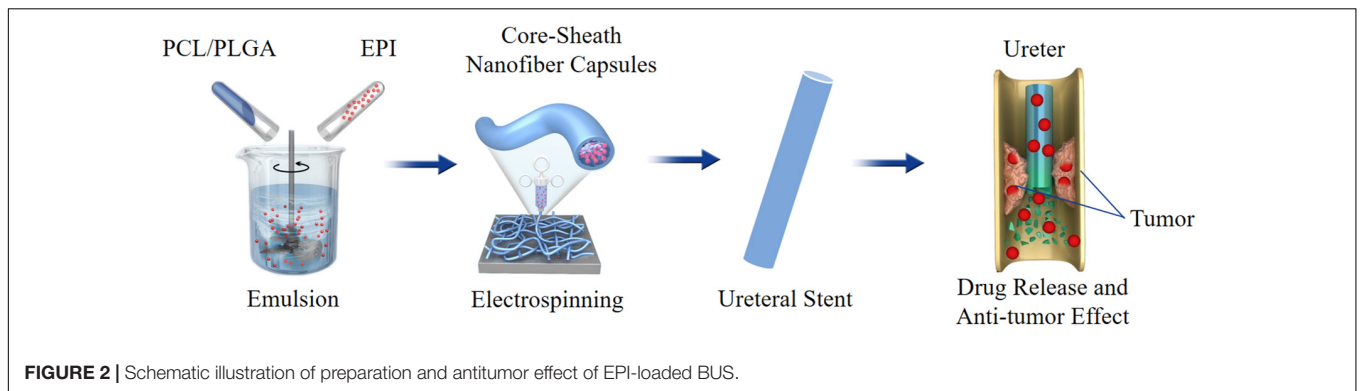 PCL/PLGA
EPI
Emulsion
Core-Sheath
Nanofiber Capsules
Electrospinning
Ureteral Stent
Ureter
Tumor
Drug Release and
Anti-tumor Effect
FIGURE 2 | Schematic illustration of preparation and antitumor effect of EPI-loaded BUS.